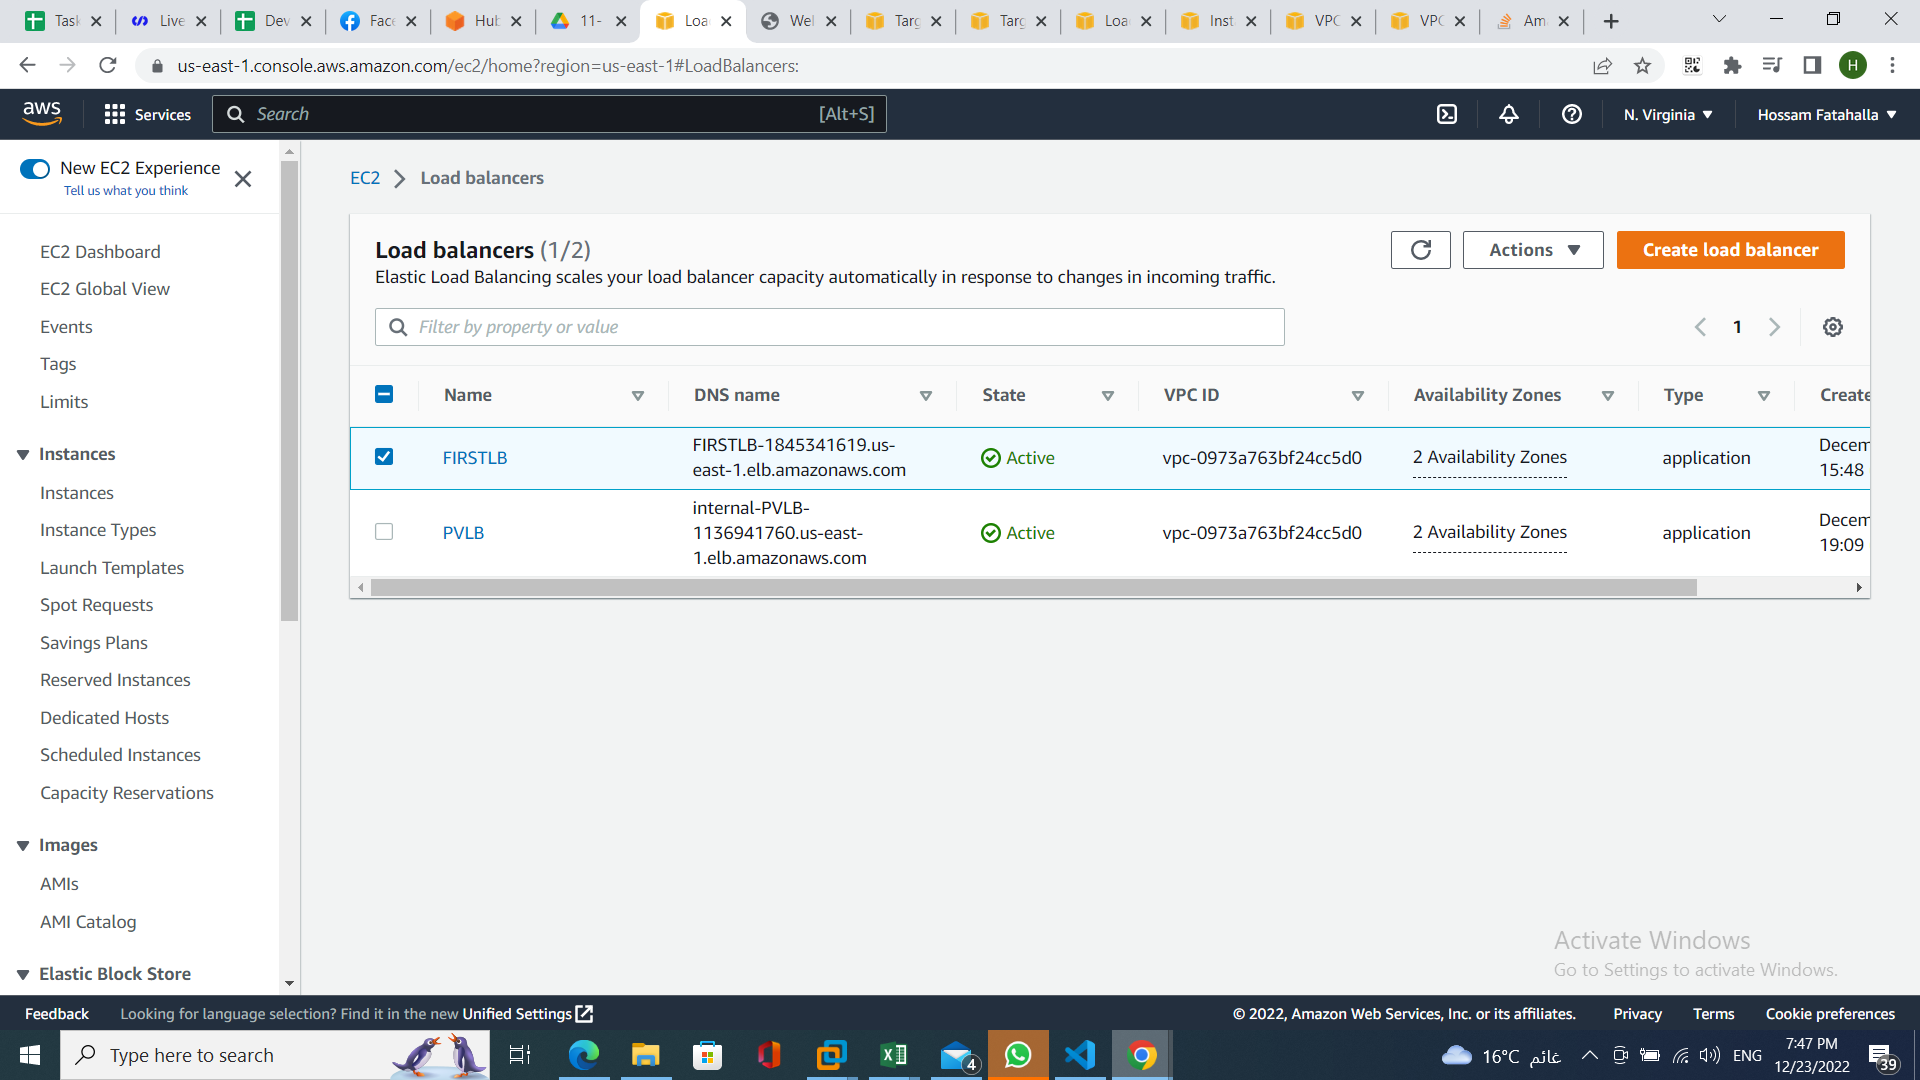 Task
Live
Dev
Face
Hub
11-
Loa
Wel
Targ
Targ
Loa
Inst
VPC
VPC
Am
us-east-1.console.aws.amazon.com/ec2/home?region=us-east-1#LoadBalancers:
H
aws
Services
Search
[Alt+S]
N. Virginia
Hossam Fatahalla
New EC2 Experience
Tell us what you think
EC2 Dashboard
EC2 Global View
Events
Tags
Limits
Instances
Instances
Instance Types
Launch Templates
Spot Requests
Savings Plans
Reserved Instances
Dedicated Hosts
Scheduled Instances
Capacity Reservations
Images
AMIs
AMI Catalog
Elastic Block Store
EC2 > Load balancers
Load balancers (1/2)
Elastic Load Balancing scales your load balancer capacity automatically in response to changes in incoming traffic.
Actions
Create load balancer
Filter by property or value
1
Name
DNS name
State
VPC ID
Availability Zones
Type
Create
FIRSTLB
FIRSTLB-1845341619.us-
east-1.elb.amazonaws.com
Active
vpc-0973a763bf24cc5d0
2 Availability Zones
application
Decem
15:48
PVLB
internal-PVLB-
1136941760.us-east-
1.elb.amazonaws.com
Active
vpc-0973a763bf24cc5d0
2 Availability Zones
application
Decem
19:09
Activate Windows
Go to Settings to activate Windows.
Feedback
Looking for language selection? Find it in the new Unified Settings
© 2022, Amazon Web Services, Inc. or its affiliates.
Privacy
Terms
Cookie preferences
Type here to search
4
16°C غائم
ENG
7:47 PM
12/23/2022
39